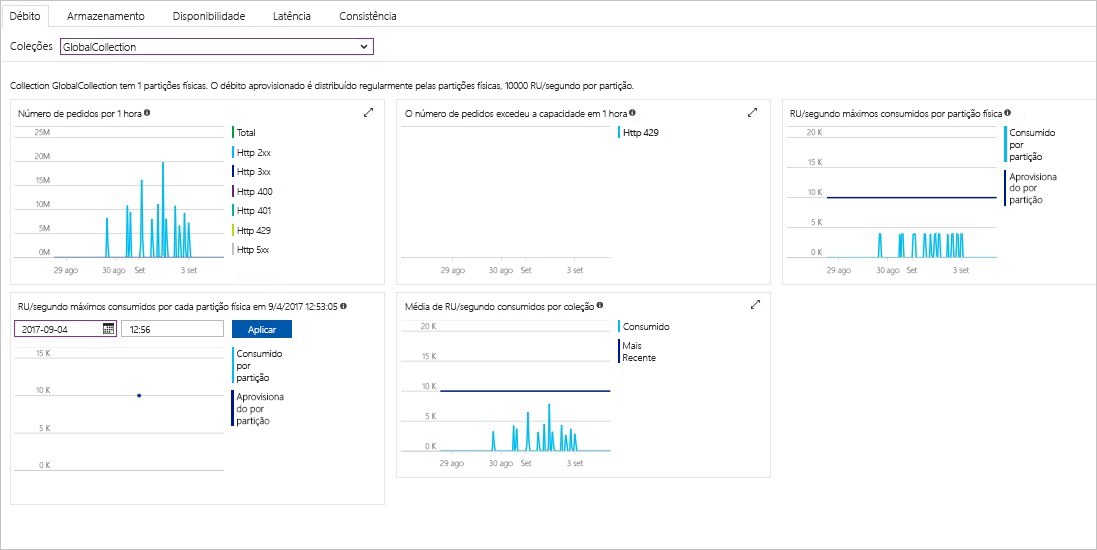 Débito Armazenamento Disponibilidade Latência Consistência
Coleções GlobalCollection
Collection GlobalCollection tem 1 partições físicas. O débito aprovisionado é distribuído regularmente pelas partições físicas, 10000 RU/segundo por partição.
Número de pedidos por 1 hora
25M
20M
15M
10M
5M
0M
29 ago 30 ago Set 3 set
Total
Http 2xx
Http 3xx
Http 400
Http 401
Http 429
Http 5xx
O número de pedidos excedeu a capacidade em 1 hora
29 ago 30 ago Set 3 set
Http 429
RU/segundo máximos consumidos por partição física
20 K
15 K
10 K
5 K
0 K
29 ago 30 ago Set 3 set
Consumido
por
partição
Aprovisiona
do por
partição
RU/segundo máximos consumidos por cada partição física em 9/4/2017 12:53:05
2017-09-04 12:56 Aplicar
15 K
10 K
5 K
0 K
Consumido
por
partição
Aprovisiona
do por
partição
Média de RU/segundo consumidos por coleção
20 K
15 K
10 K
5 K
0 K
29 ago 30 ago Set 3 set
Consumido
Mais
Recente